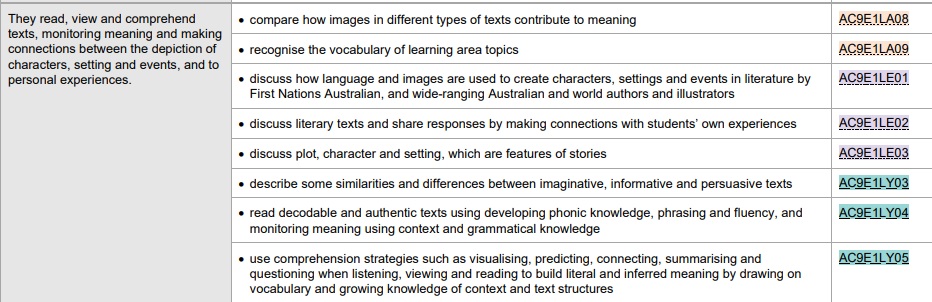 They read, view and comprehend
texts, monitoring meaning and making
connections between the depiction of
characters, setting and events, and to
personal experiences.
• compare how images in different types of texts contribute to meaning
AC9E1LA08
• recognise the vocabulary of learning area topics
AC9E1LA09
• discuss how language and images are used to create characters, settings and events in literature by
First Nations Australian, and wide-ranging Australian and world authors and illustrators
AC9E1LE01
• discuss literary texts and share responses by making connections with students’ own experiences
AC9E1LE02
• discuss plot, character and setting, which are features of stories
AC9E1LE03
• describe some similarities and differences between imaginative, informative and persuasive texts
AC9E1LY03
• read decodable and authentic texts using developing phonic knowledge, phrasing and fluency, and
monitoring meaning using context and grammatical knowledge
AC9E1LY04
• use comprehension strategies such as visualising, predicting, connecting, summarising and
questioning when listening, viewing and reading to build literal and inferred meaning by drawing on
vocabulary and growing knowledge of context and text structures
AC9E1LY05